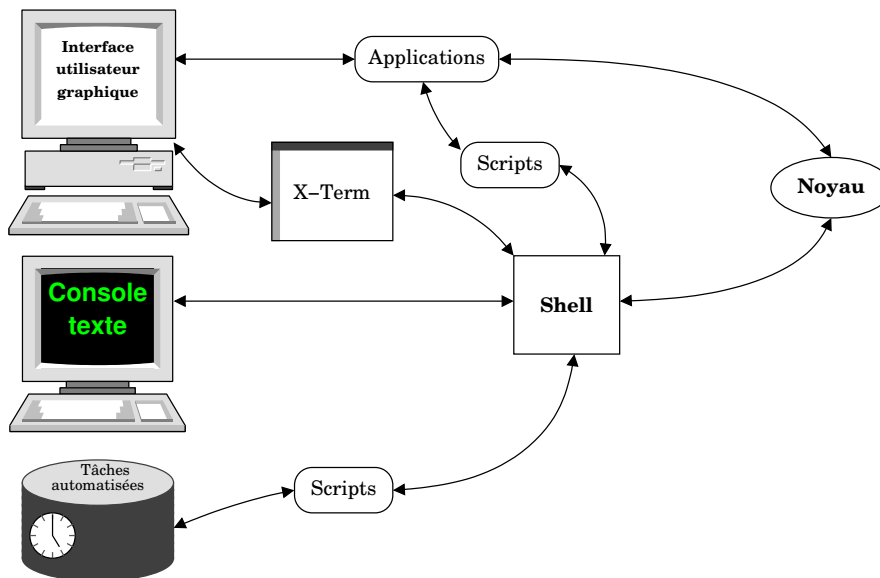 Interface
utilisateur
graphique
Applications
Scripts
X–Term
Noyau
Console
texte
Shell
Tâches
automatisées
Scripts